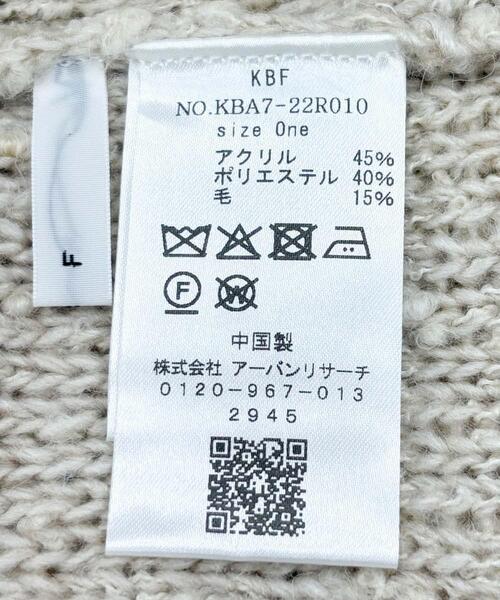 KBF
NO.KBA7-22R010
size One
アクリル 45%
ポリエステル 40%
毛 15%
F
W
中国製
株式会社 アーバンリサーチ
0120-967-013
2945
F